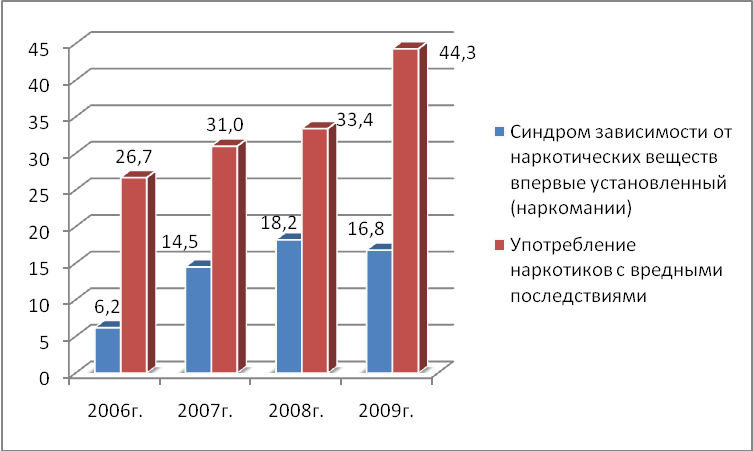 45
40
35
30
25
20
15
10
5
0
26,7
31,0
33,4
44,3
6,2
14,5
18,2
16,8
2006г.
2007г.
2008г.
2009г.
Синдром зависимости от
наркотических веществ
впервые установленный
(наркомании)
Употребление
наркотиков с вредными
последствиями